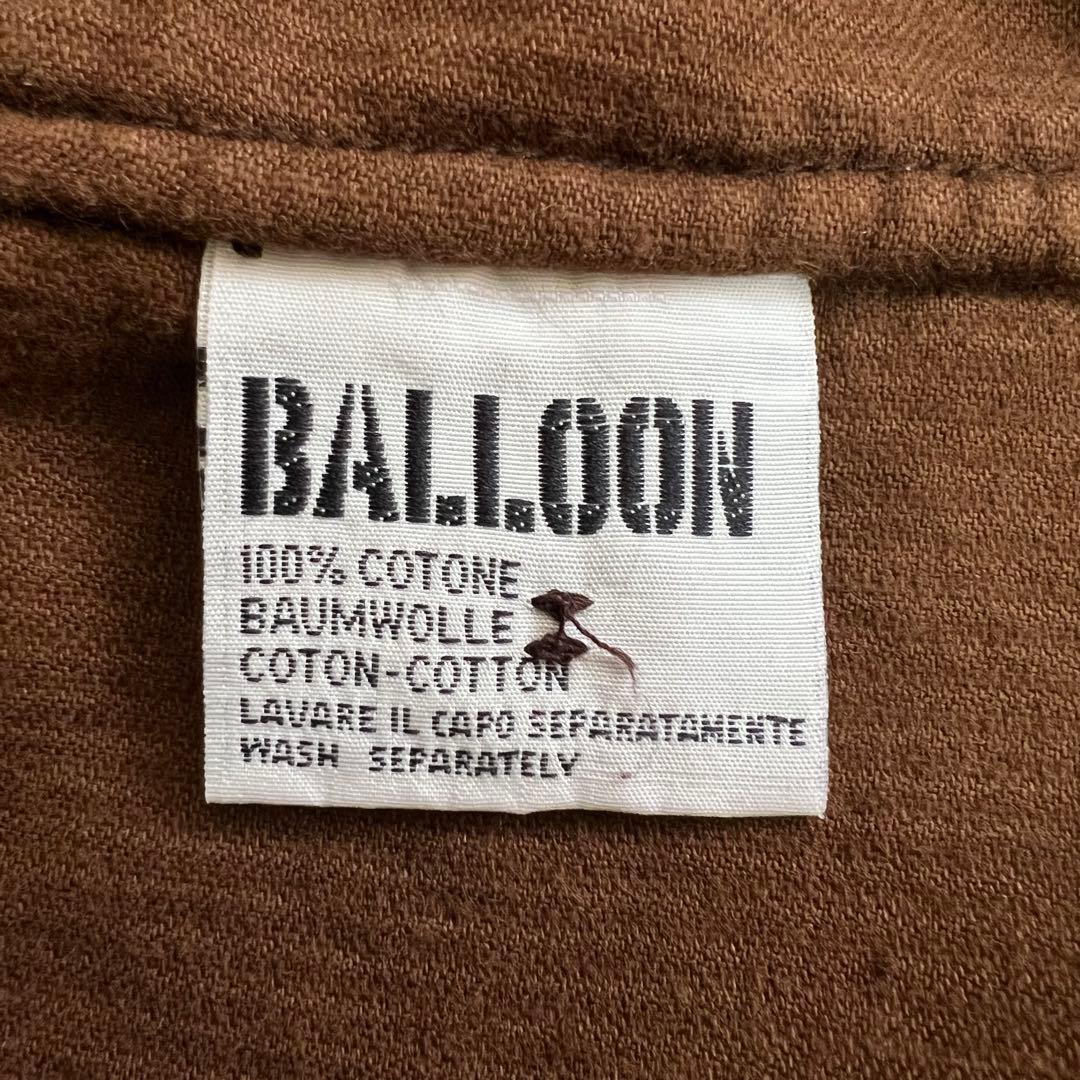 BALLOON
100% COTONE
BAUMWOLLE
COTON-COTTON
LAVARE IL CAPO SEPARATAMENTE
WASH SEPARATELY